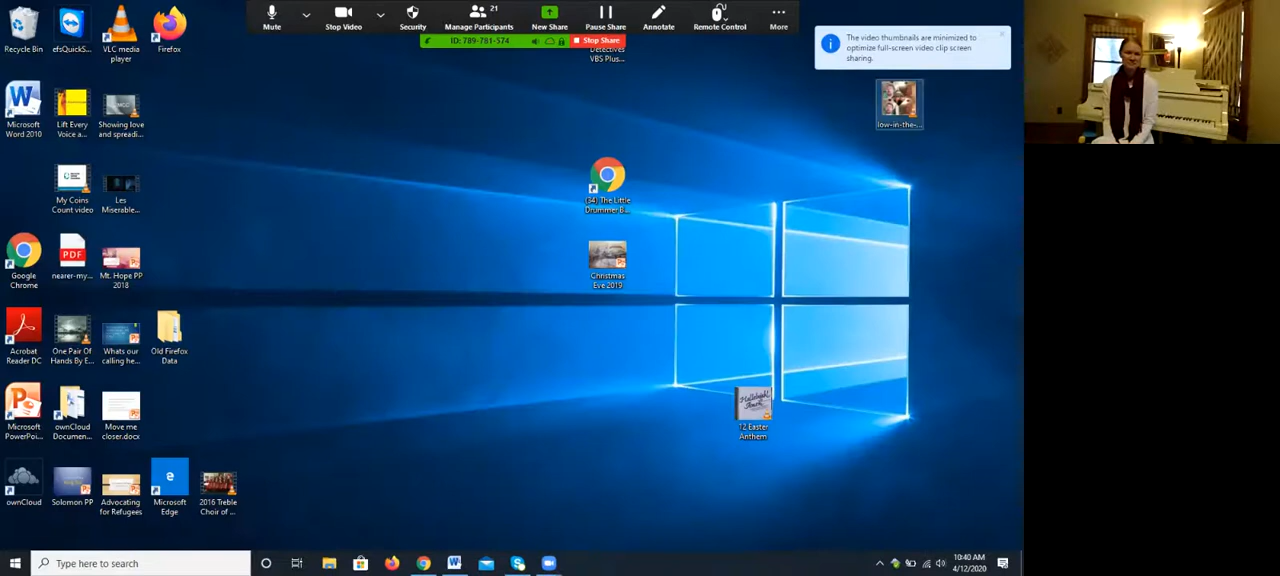 Mute
Stop Video
Security
Manage Participants
21
New Share
Pause Share
Annotate
Remote Control
More
ID: 789-781-574
Stop Share
The video thumbnails are minimized to
optimize full-screen video clip screen
sharing.
Recycle Bin
efsQuickS...
VLC media
player
Firefox
Detectives
VBS Plus...
low-in-the-...
Microsoft
Word 2010
Lift Every
Voice a...
Showing love
and spreadi...
My Coins
Count video
Les
Miserable...
(34) The Little
Drummer B...
Google
Chrome
PDF
nearer-my...
Mt. Hope PP
2018
Christmas
Eve 2019
Acrobat
Reader DC
One Pair Of
Hands By E...
Whats our
calling he...
Old Firefox
Data
Microsoft
PowerPoi...
ownCloud
Documen...
Move me
closer.docx
Hallelujah!
12 Easter
Anthem
ownCloud
Solomon PP
Advocating
for Refugees
Microsoft
Edge
2016 Treble
Choir of ...
Type here to search
10:40 AM
4/12/2020